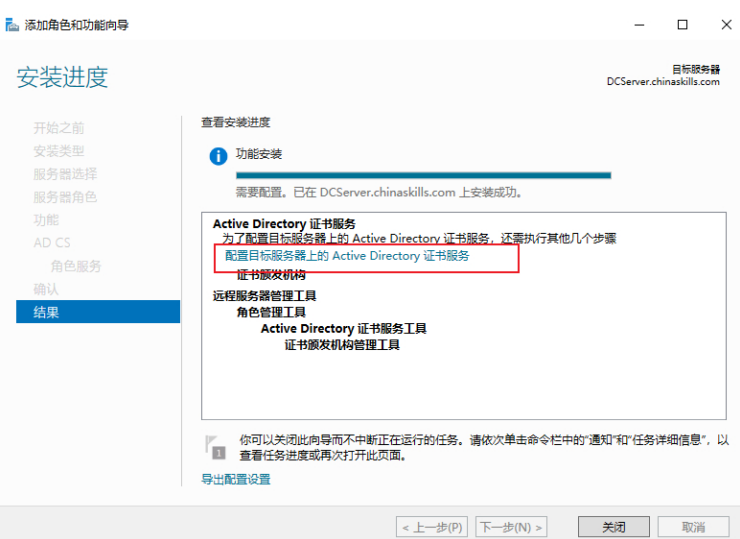 添加角色和功能向导
安装进度
目标服务器
DCServer.chinaskills.com
开始之前
安装类型
服务器选择
服务器角色
功能
AD CS
角色服务
确认
结果
查看安装进度
功能安装
需要配置。已在 DCServer.chinaskills.com 上安装成功。
Active Directory 证书服务
为了配置目标服务器上的 Active Directory 证书服务，还需执行其他几个步骤
配置目标服务器上的 Active Directory 证书服务
证书颁发机构
远程服务器管理工具
角色管理工具
Active Directory 证书服务工具
证书颁发机构管理工具
1
你可以关闭此向导而不中断正在运行的任务。请依次单击命令栏中的“通知”和“任务详细信息”，以
查看任务进度或再次打开此页面。
导出配置设置
< 上一步(P) 下一步(N) > 关闭 取消